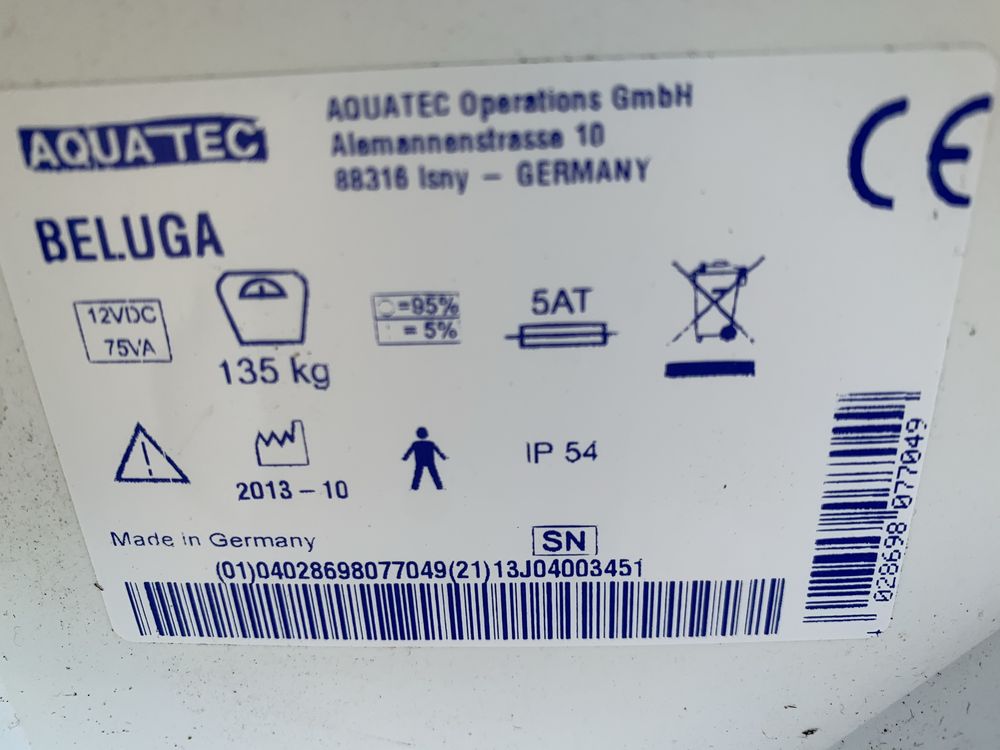 AQUATEC
AQUATEC Operations GmbH
Alemannenstrasse 10
88316 Isny – GERMANY
CE
BELUGA
12VDC
75VA
135 kg
=95%
= 5%
5AT
2013 – 10
IP 54
Made in Germany
SN
(01)04028698077049(21)13J04003451
028698 077049